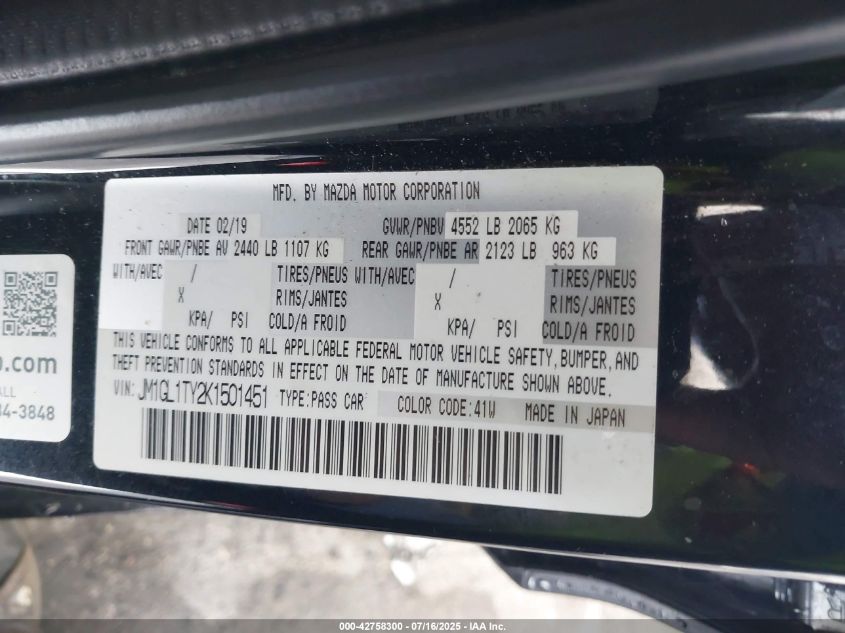 MFD. BY MAZDA MOTOR CORPORATION
DATE 02/19 GVWR/PNBV 4552 LB 2065 KG
FRONT GAWR/PNBE AV 2440 LB 1107 KG REAR GAWR/PNBE AR 2123 LB 963 KG
WITH/AVEC / TIRES/PNEUS WITH/AVEC / TIRES/PNEUS
X RIMS/JANTES X RIMS/JANTES
KPA/ PSI COLD/A FROID KPA/ PSI COLD/A FROID
THIS VEHICLE CONFORMS TO ALL APPLICABLE FEDERAL MOTOR VEHICLE SAFETY, BUMPER, AND
THEFT PREVENTION STANDARDS IN EFFECT ON THE DATE OF MANUFACTURE SHOWN ABOVE.
VIN: JM1GL1TY2K1501451 TYPE:PASS CAR COLOR CODE:41W MADE IN JAPAN
.com
4-3848
000-42758300 - 07/16/2025 - IAA Inc.